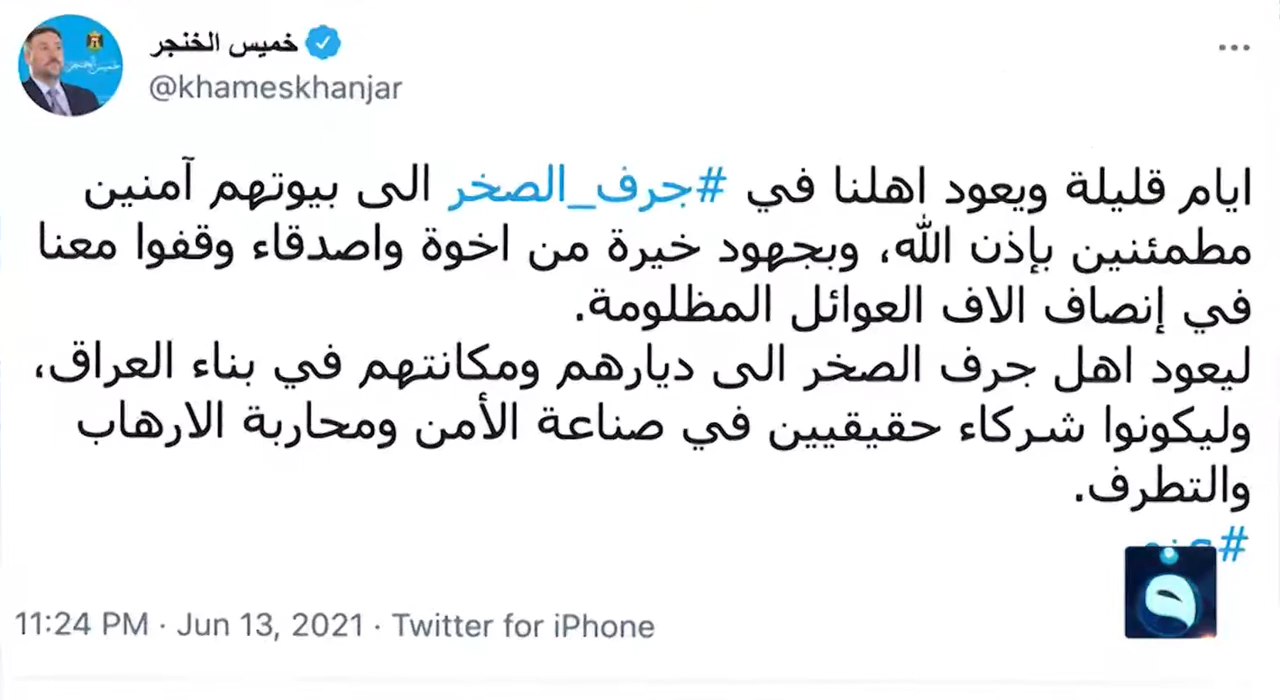 خميس الخنجر
@khameskhanjar
ايام قليلة ويعود اهلنا في #جرف_الصخر الى بيوتهم آمنين
مطمئنين بإذن الله، وبجهود خيرة من اخوة واصدقاء وقفوا معنا
في إنصاف الاف العوائل المظلومة.
ليعود اهل جرف الصخر الى ديارهم ومكانتهم في بناء العراق،
وليكونوا شركاء حقيقيين في صناعة الأمن ومحاربة الارهاب
والتطرف.
#
11:24 PM · Jun 13, 2021 · Twitter for iPhone